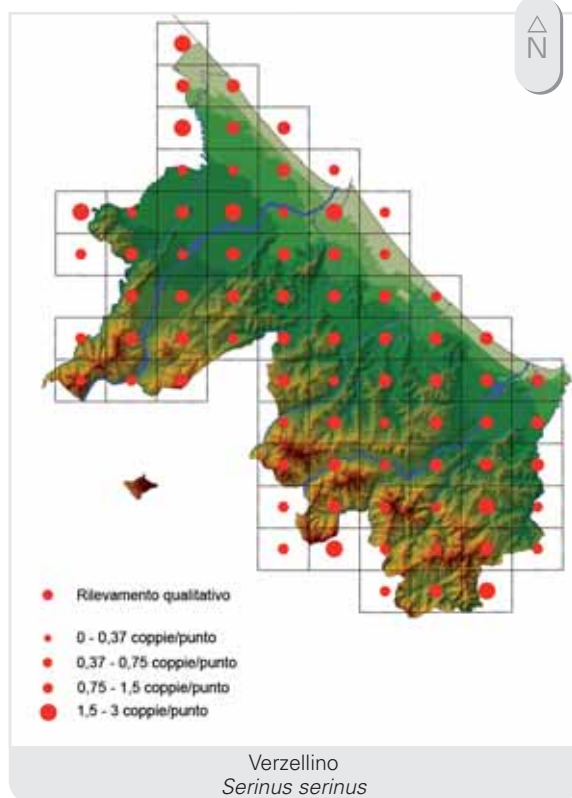 N
Rilevamento qualitativo
0 - 0,37 coppie/punto
0,37 - 0,75 coppie/punto
0,75 - 1,5 coppie/punto
1,5 - 3 coppie/punto
Verzellino
Serinus serinus